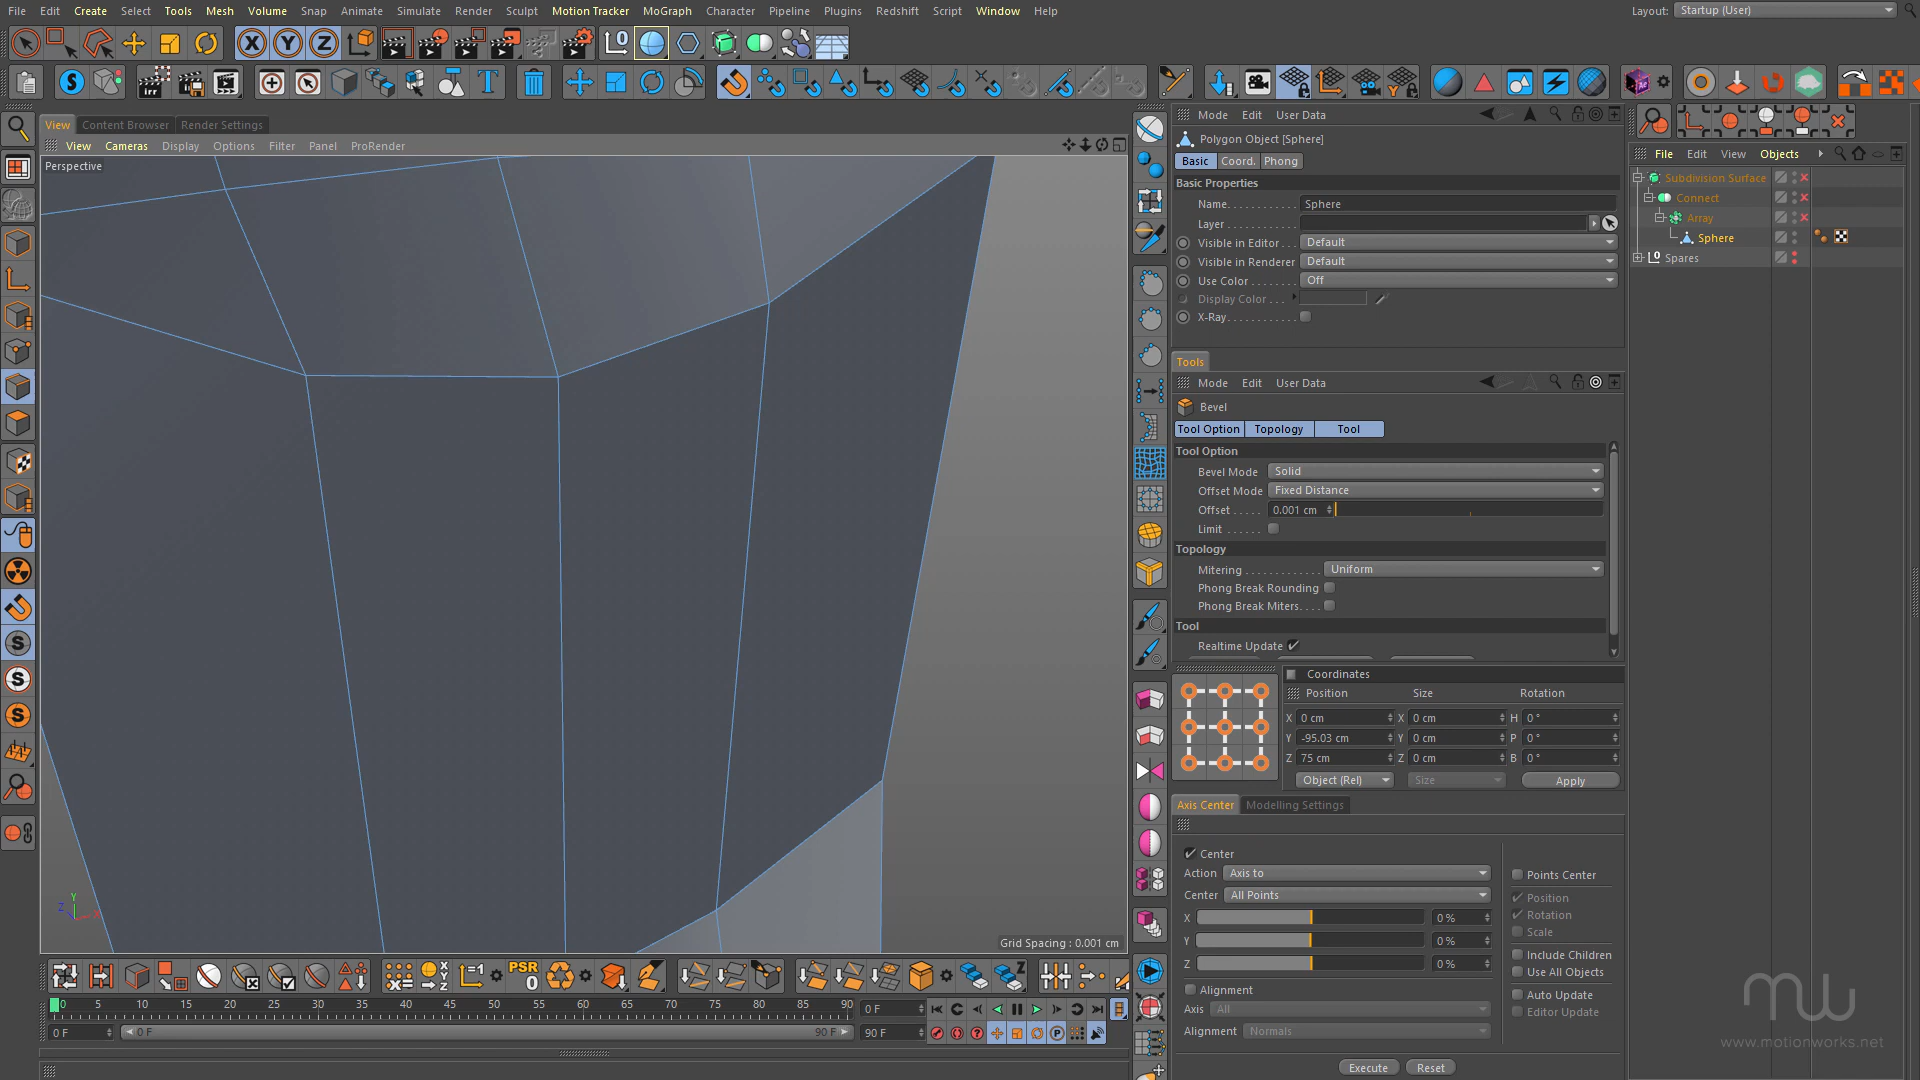 File Edit Create Select Tools Mesh Volume Snap Animate Simulate Render Sculpt Motion Tracker MoGraph Character Pipeline Plugins Redshift Script Window Help
Layout: Startup (User)
X Y Z
View Content Browser Render Settings
View Cameras Display Options Filter Panel ProRender
Perspective
Grid Spacing : 0.001 cm
Mode Edit User Data
Polygon Object [Sphere]
Basic Coord. Phong
Basic Properties
Name Sphere
Layer
Visible in Editor Default
Visible in Renderer Default
Use Color Off
Display Color
X-Ray
Tools
Mode Edit User Data
Bevel
Tool Option Topology Tool
Tool Option
Bevel Mode Solid
Offset Mode Fixed Distance
Offset 0.001 cm
Limit
Topology
Mitering Uniform
Phong Break Rounding
Phong Break Miters
Tool
Realtime Update
Coordinates
Position Size Rotation
X 0 cm X 0 cm H 0 °
Y -95.03 cm Y 0 cm P 0 °
Z 75 cm Z 0 cm B 0 °
Object (Rel) Size Apply
Axis Center Modelling Settings
Center
Action Axis to
Center All Points
X 0 %
Y 0 %
Z 0 %
Alignment
Axis All
Alignment Normals
Points Center
Position
Rotation
Scale
Include Children
Use All Objects
Auto Update
Editor Update
Execute Reset
File Edit View Objects
Subdivision Surface
Connect
Array
Sphere
Spares
PSR
0
0 5 10 15 20 25 30 35 40 45 50 55 60 65 70 75 80 85 90 0 F
0 F 0 F 90 F 90 F
mw
www.motionworks.net